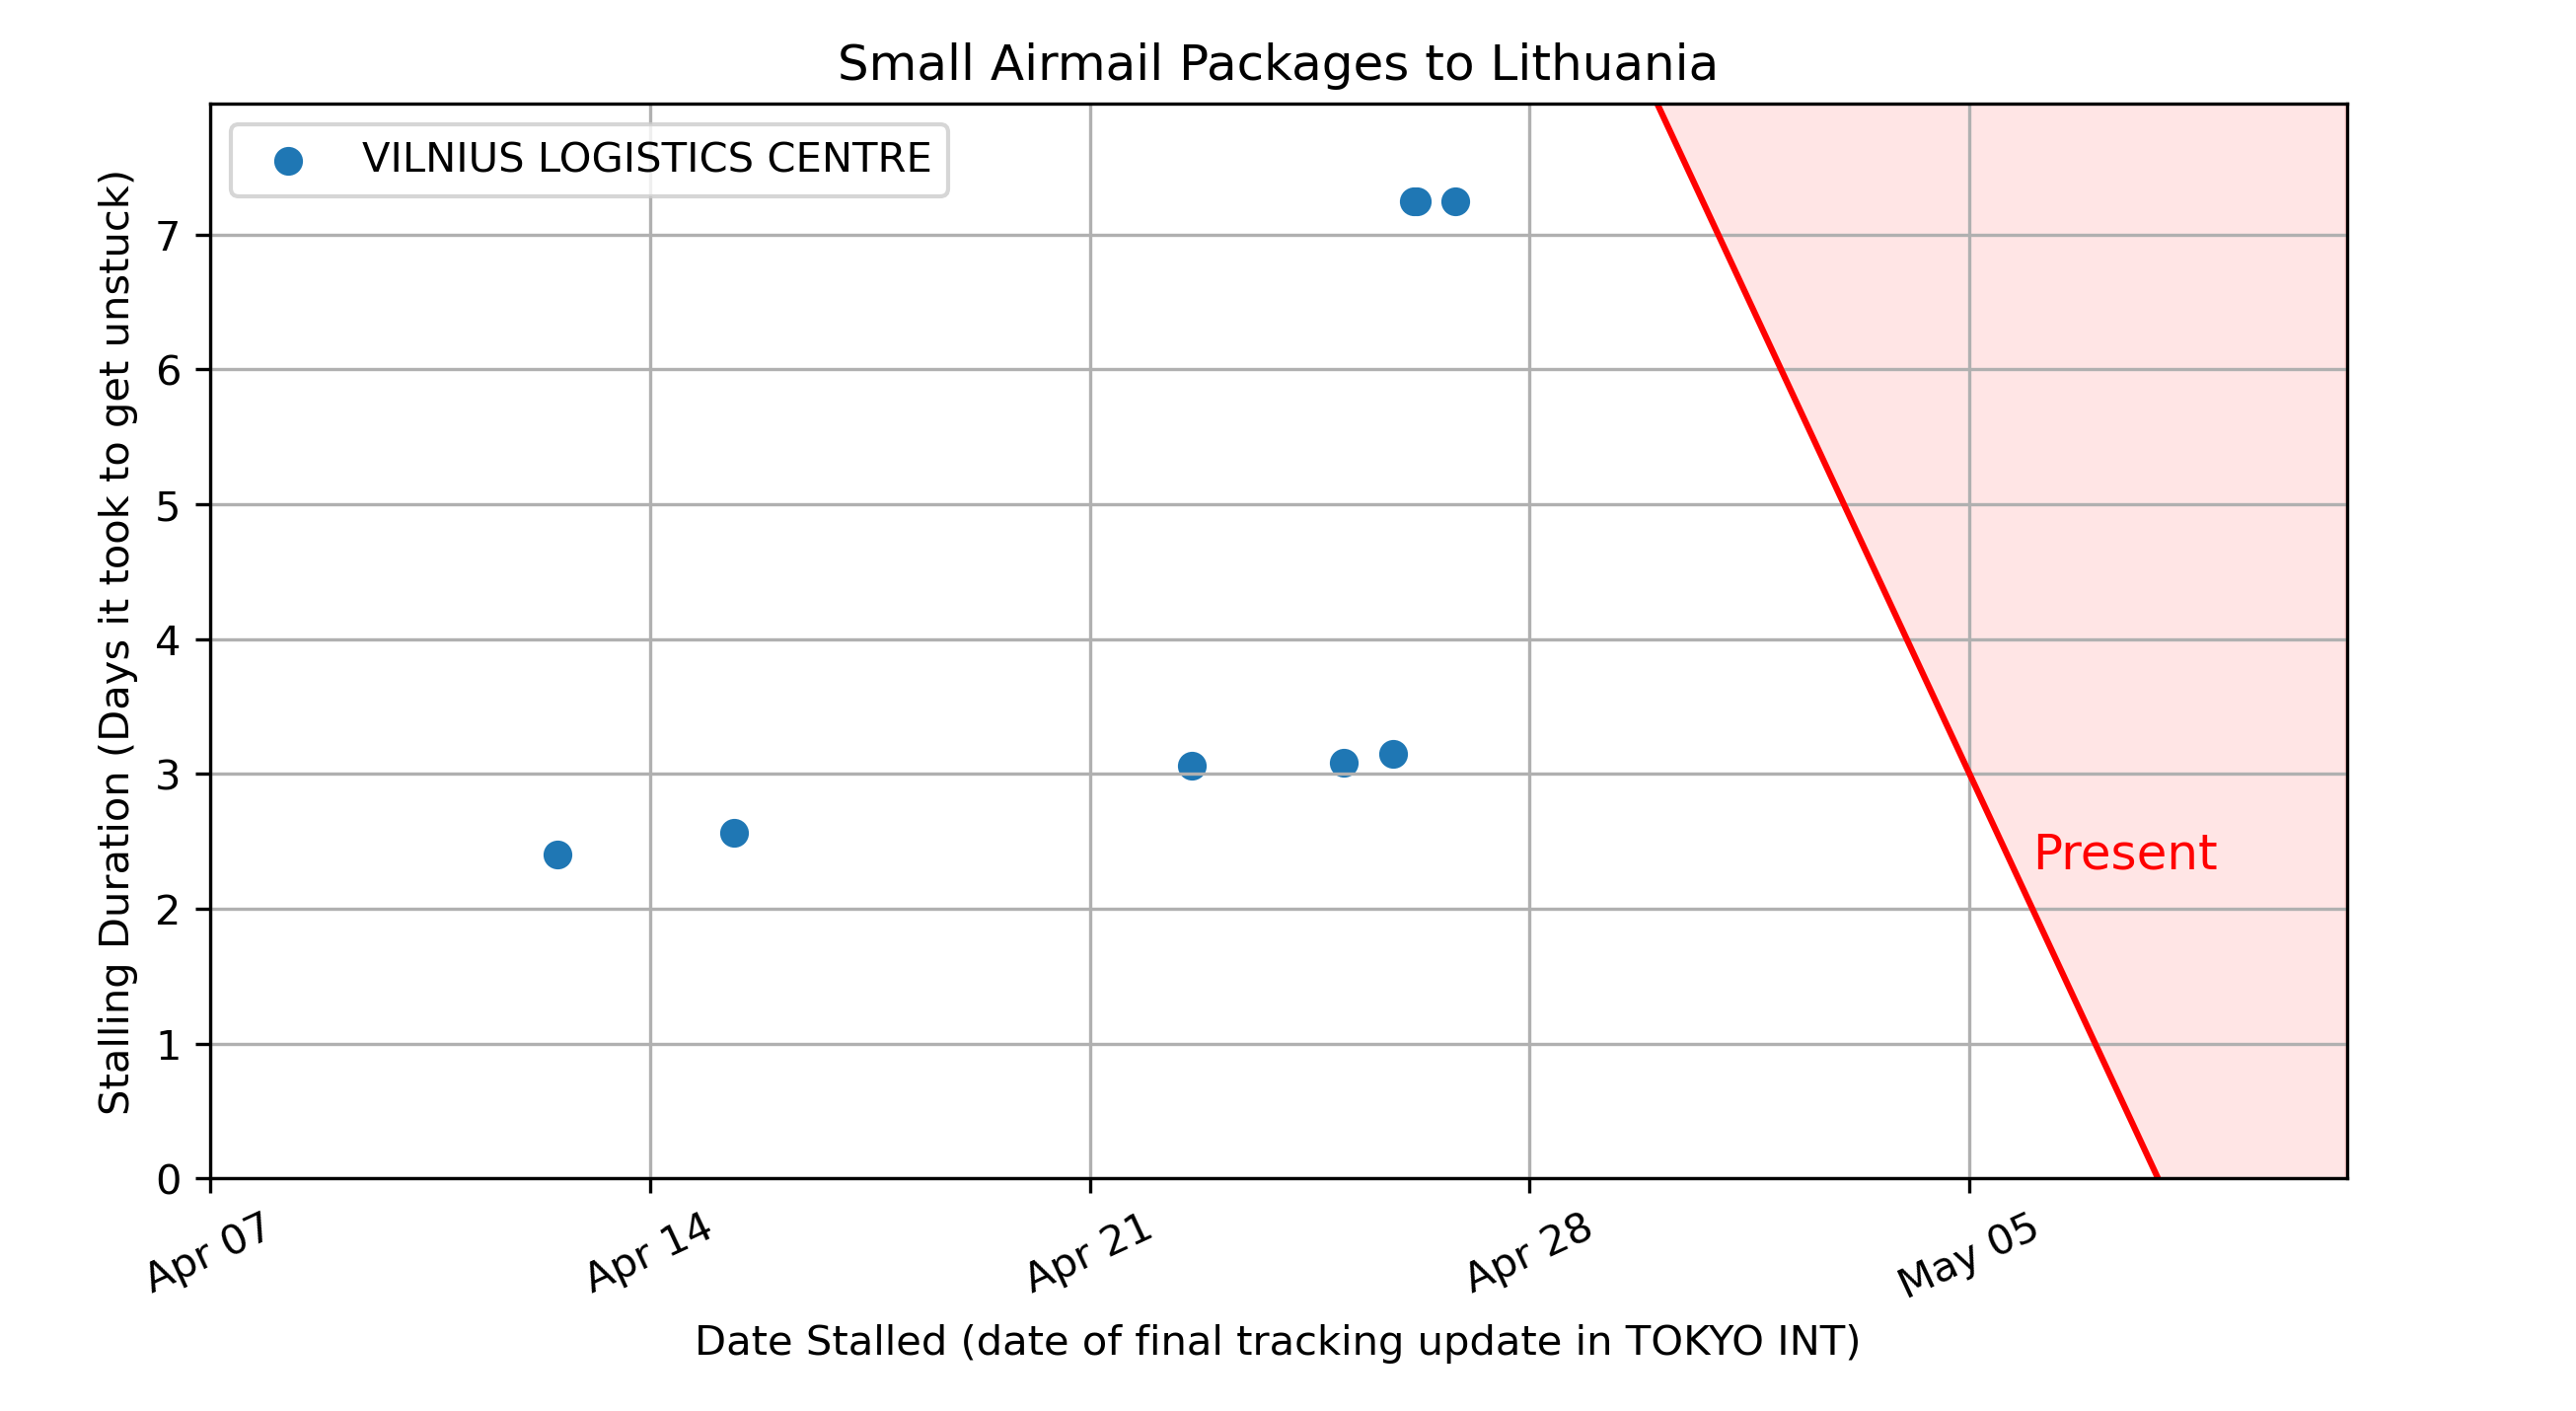 Small Airmail Packages to Lithuania
VILNIUS LOGISTICS CENTRE
Stalling Duration (Days it took to get unstuck)
7
6
5
4
3
2
1
0
Present
Apr 07
Apr 14
Apr 21
Apr 28
May 05
Date Stalled (date of final tracking update in TOKYO INT)